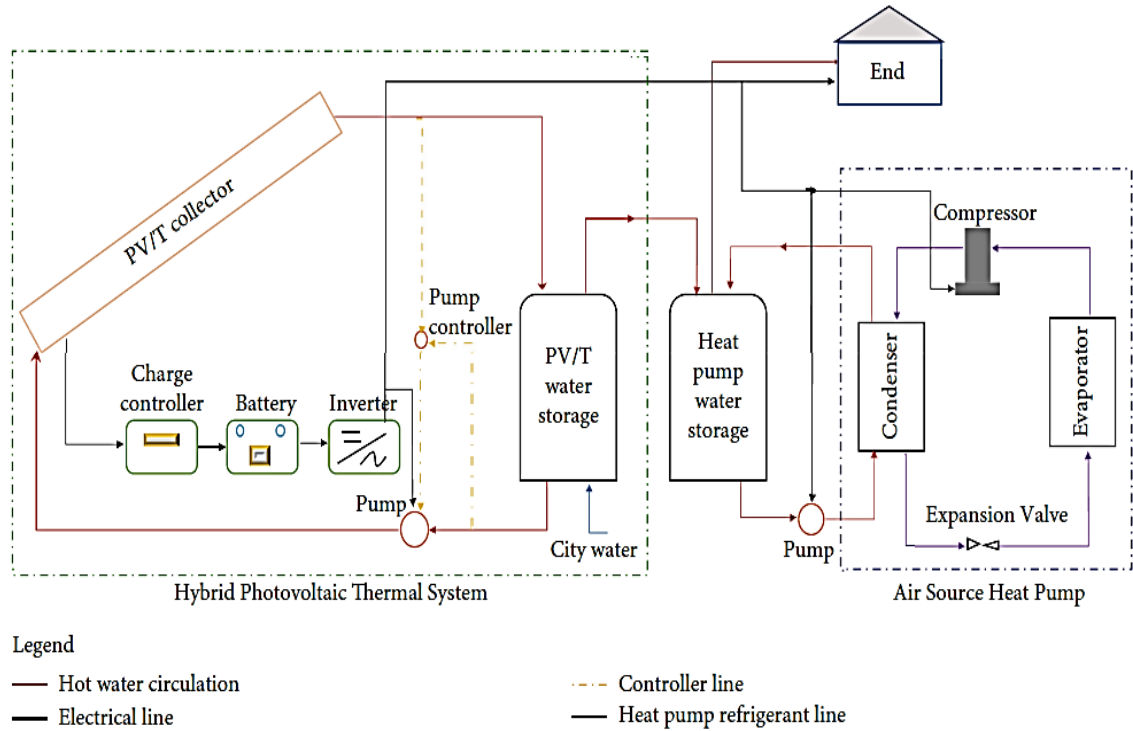 End
PV/T collector
Compressor
Pump
controller
PV/T
water
storage
Heat
pump
water
storage
Condenser
Evaporator
Charge
controller
Battery
Inverter
Pump
City water
Pump
Expansion Valve
Hybrid Photovoltaic Thermal System
Air Source Heat Pump
Legend
Hot water circulation
Controller line
Electrical line
Heat pump refrigerant line